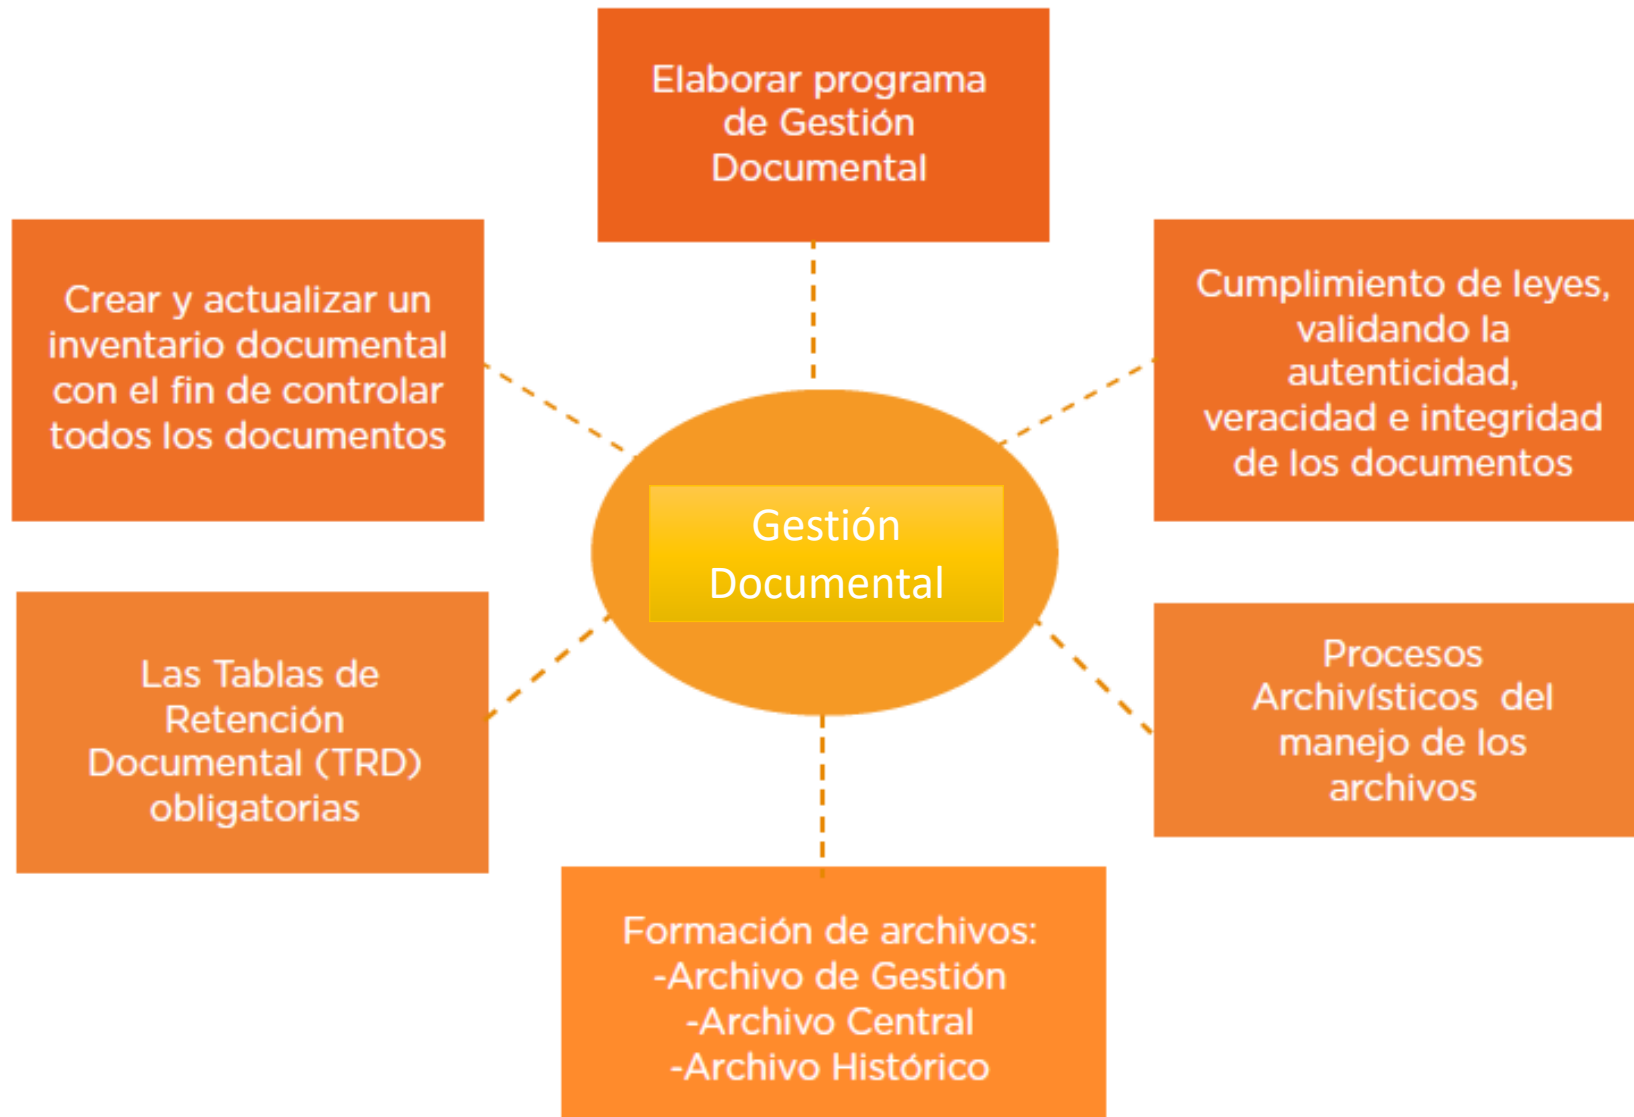 Elaborar programa
de Gestión
Documental
Crear y actualizar un
inventario documental
con el fin de controlar
todos los documentos
Cumplimiento de leyes,
validando la
autenticidad,
veracidad e integridad
de los documentos
Gestión
Documental
Las Tablas de
Retención
Documental (TRD)
obligatorias
Procesos
Archivísticos del
manejo de los
archivos
Formación de archivos:
-Archivo de Gestión
-Archivo Central
-Archivo Histórico